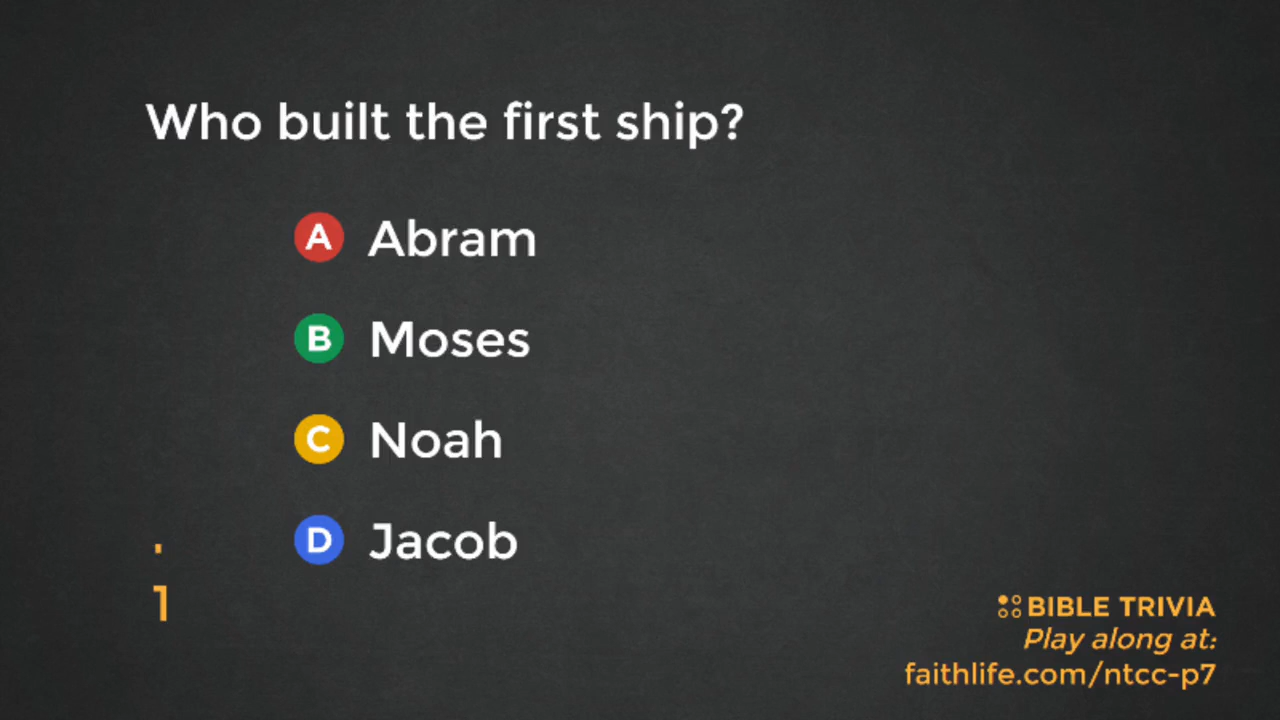 Who built the first ship?
A Abram
B Moses
C Noah
D Jacob
1
BIBLE TRIVIA
Play along at:
faithlife.com/ntcc-p7